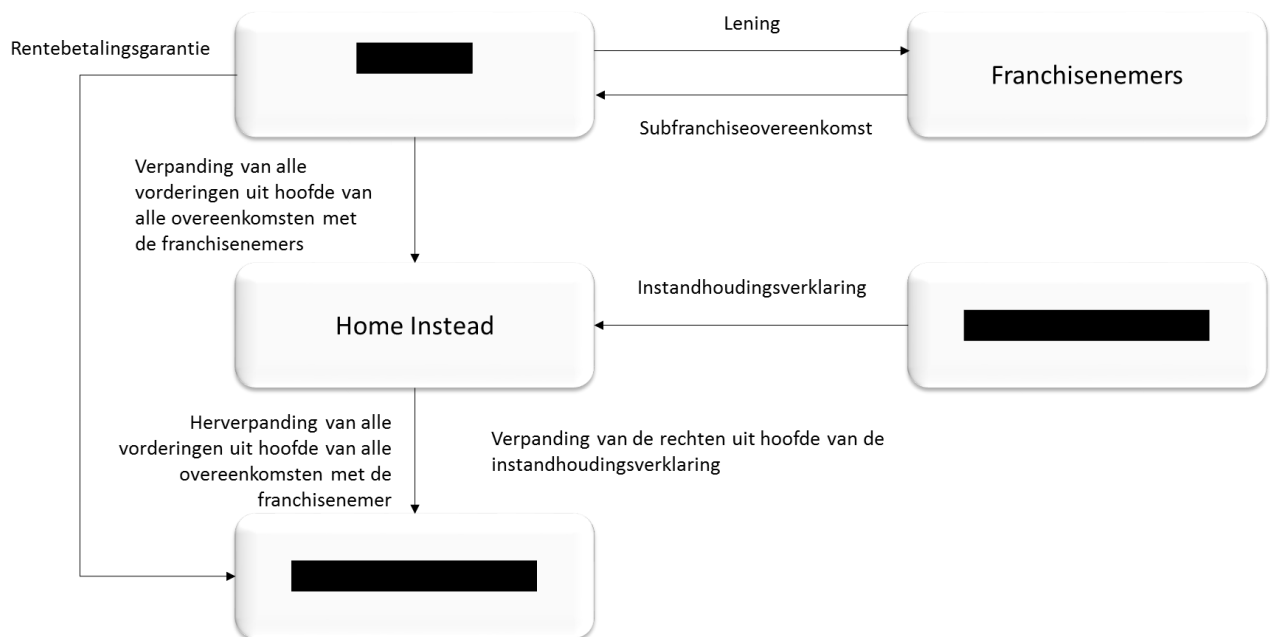 Lening
Rentebetalingsgarantie
Franchisenemers
Subfranchiseovereenkomst
Verpanding van alle
vorderingen uit hoofde van
alle overeenkomsten met
de franchisenemers
Instandhoudingsverklaring
Home Instead
Herverpanding van alle
vorderingen uit hoofde van alle
overeenkomsten met de
franchisenemer
Verpanding van de rechten uit hoofde van de
instandhoudingsverklaring